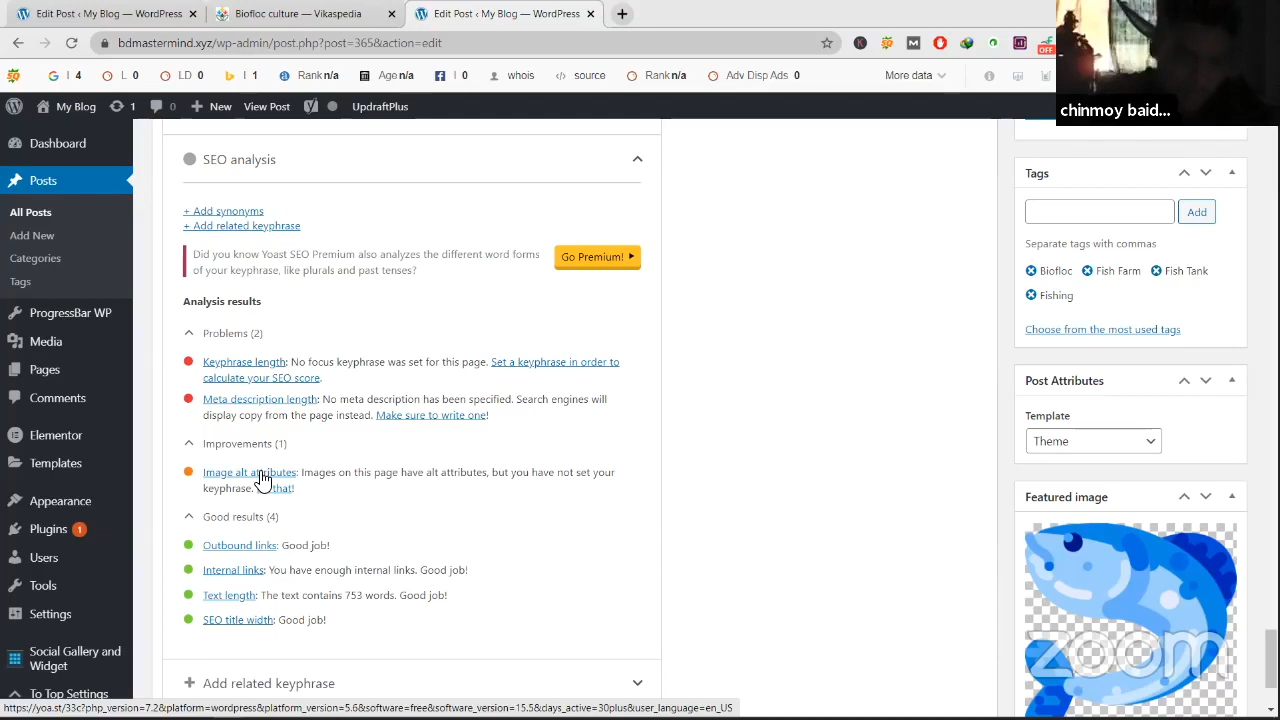 Edit Post ‹ My Blog — WordPress
Biofloc culture — Vikaspedia
Edit Post ‹ My Blog — WordPress
bdmastermind.xyz/wp-admin/post.php?post=365&action=edit
I 4
L 0
LD 0
I 1
Rank n/a
Age n/a
I 0
whois
source
Rank n/a
Adv Disp Ads 0
More data
OFF
chinmoy baid...
My Blog
1
0
New
View Post
UpdraftPlus
Dashboard
Posts
All Posts
Add New
Categories
Tags
ProgressBar WP
Media
Pages
Comments
Elementor
Templates
Appearance
Plugins 1
Users
Tools
Settings
Social Gallery and
Widget
To Top Settings
SEO analysis
+ Add synonyms
+ Add related keyphrase
Did you know Yoast SEO Premium also analyzes the different word forms
of your keyphrase, like plurals and past tenses?
Go Premium!
Analysis results
Problems (2)
Keyphrase length: No focus keyphrase was set for this page. Set a keyphrase in order to
calculate your SEO score.
Meta description length: No meta description has been specified. Search engines will
display copy from the page instead. Make sure to write one!
Improvements (1)
Image alt attributes: Images on this page have alt attributes, but you have not set your
keyphrase. that!
Good results (4)
Outbound links: Good job!
Internal links: You have enough internal links. Good job!
Text length: The text contains 753 words. Good job!
SEO title width: Good job!
Add related keyphrase
Tags
Add
Separate tags with commas
Biofloc
Fish Farm
Fish Tank
Fishing
Choose from the most used tags
Post Attributes
Template
Theme
Featured image
zoom
https://yoa.st/33c?php_version=7.2&platform=wordpress&platform_version=5.6&software=free&software_version=15.5&days_active=30plus&user_language=en_US